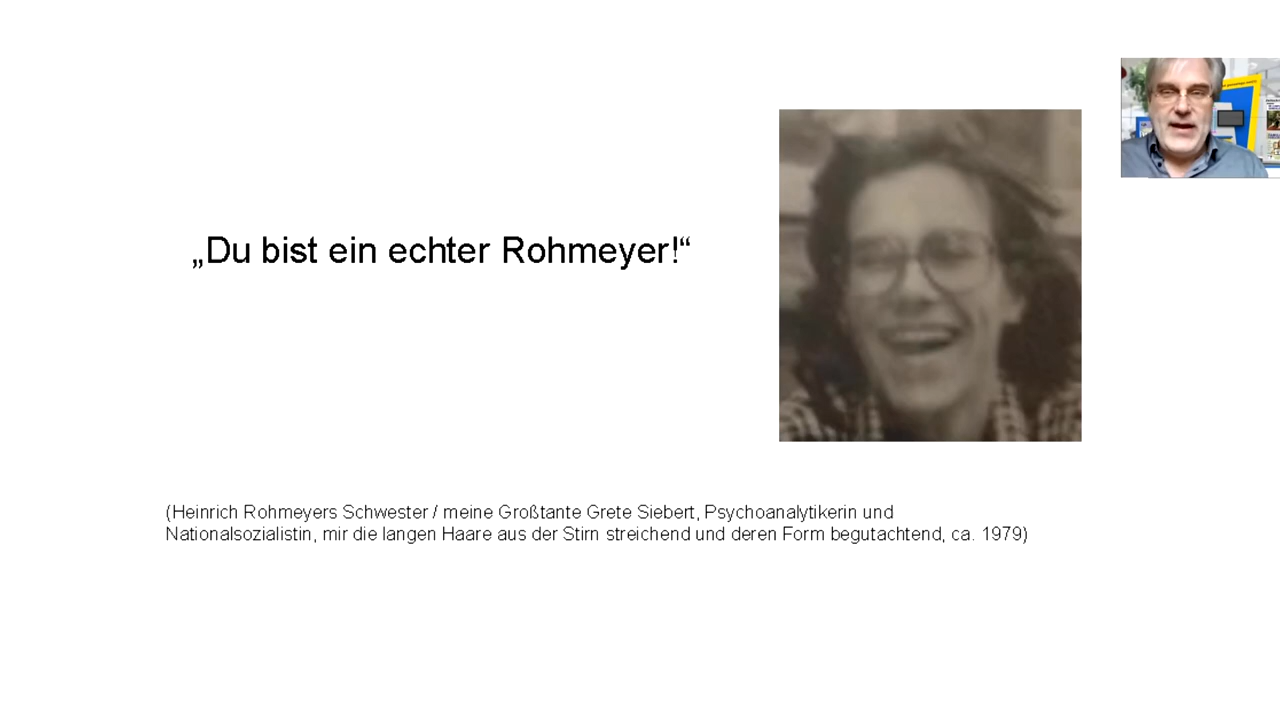 „Du bist ein echter Rohmeyer!“
(Heinrich Rohmeyers Schwester / meine Großtante Grete Siebert, Psychoanalytikerin und
Nationalsozialistin, mir die langen Haare aus der Stirn streichend und deren Form begutachtend, ca. 1979)